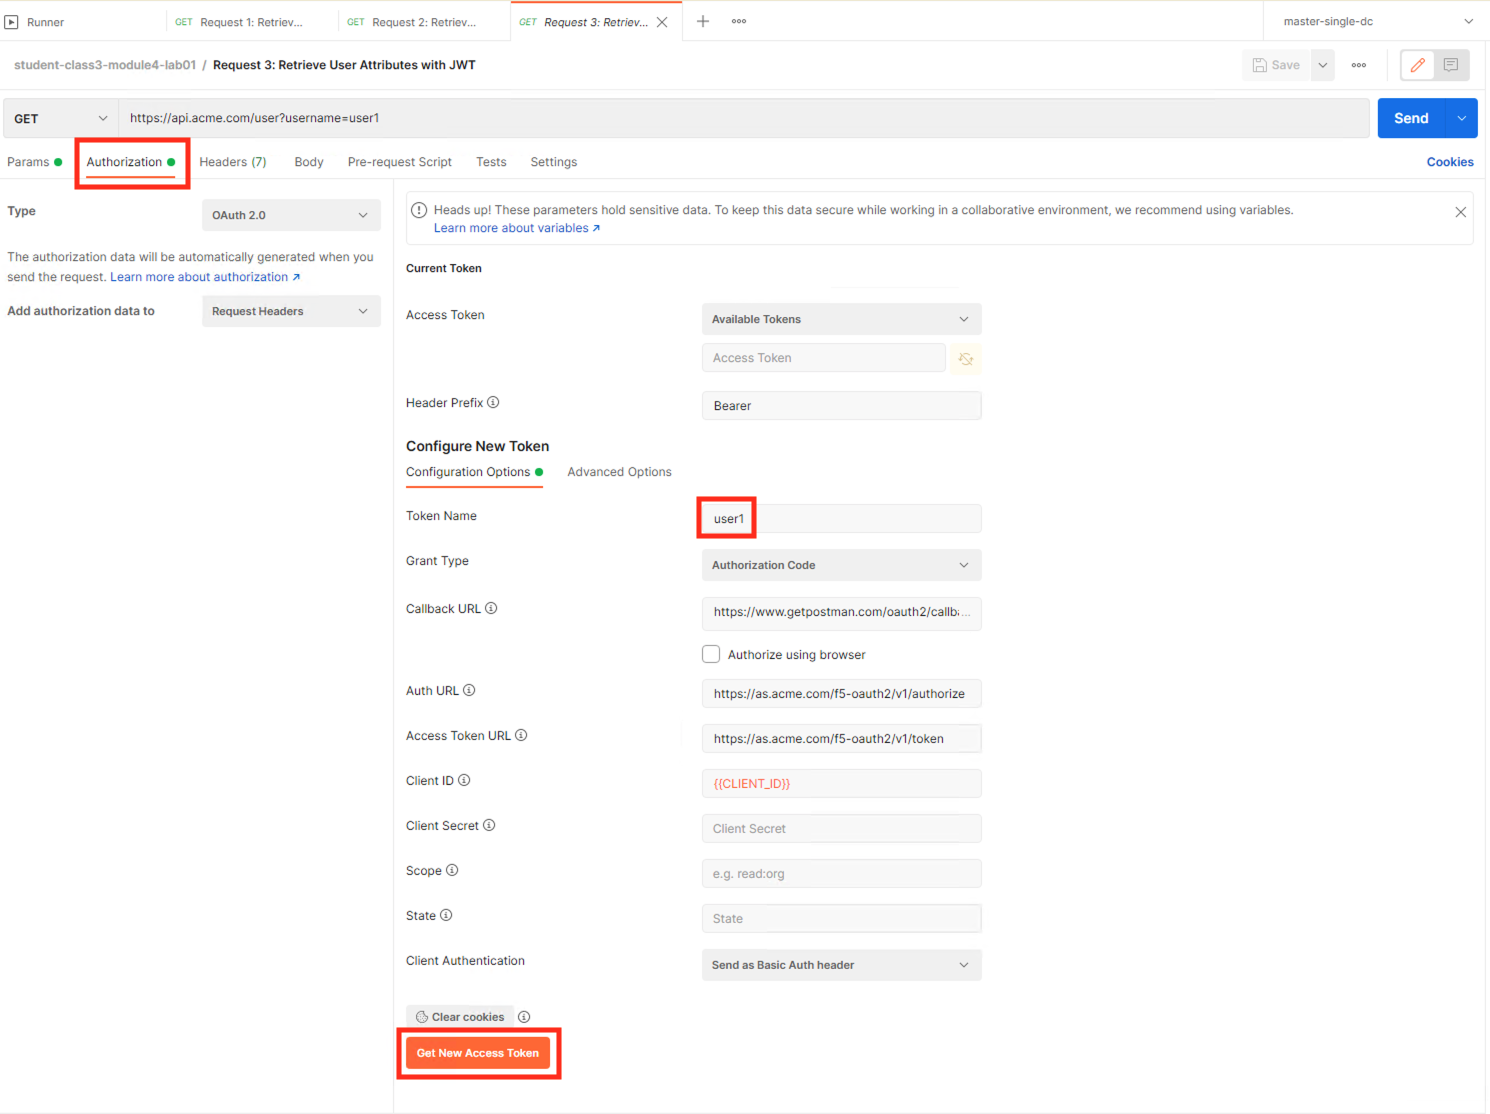 Runner
GET Request 1: Retriev...
GET Request 2: Retriev...
GET Request 3: Retriev...
master-single-dc
student-class3-module4-lab01 / Request 3: Retrieve User Attributes with JWT
Save
GET
https://api.acme.com/user?username=user1
Send
Params
Authorization
Headers (7)
Body
Pre-request Script
Tests
Settings
Cookies
Type
OAuth 2.0
The authorization data will be automatically generated when you
send the request. Learn more about authorization ↗
Add authorization data to
Request Headers
Heads up! These parameters hold sensitive data. To keep this data secure while working in a collaborative environment, we recommend using variables.
Learn more about variables ↗
Current Token
Access Token
Available Tokens
Access Token
Header Prefix
Bearer
Configure New Token
Configuration Options
Advanced Options
Token Name
user1
Grant Type
Authorization Code
Callback URL
https://www.getpostman.com/oauth2/callb...
Authorize using browser
Auth URL
https://as.acme.com/f5-oauth2/v1/authorize
Access Token URL
https://as.acme.com/f5-oauth2/v1/token
Client ID
{{CLIENT_ID}}
Client Secret
Client Secret
Scope
e.g. read:org
State
State
Client Authentication
Send as Basic Auth header
Clear cookies
Get New Access Token